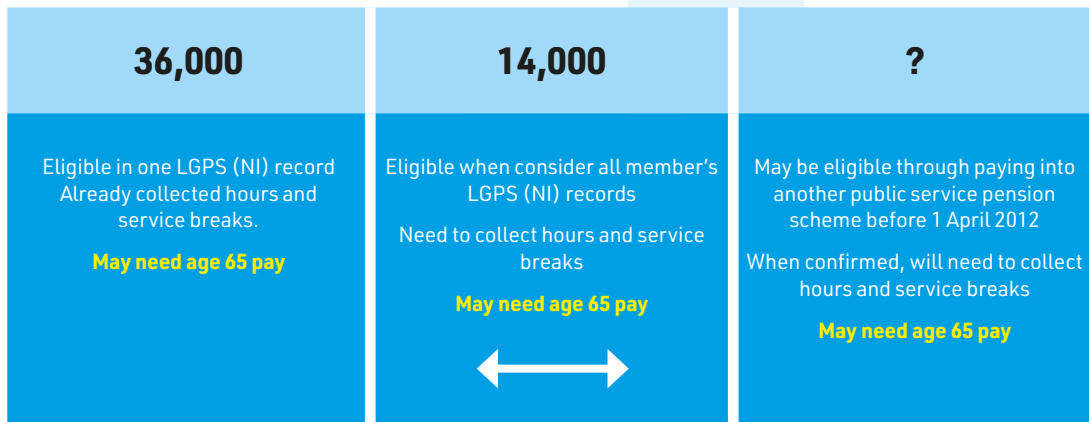 36,000
Eligible in one LGPS (NI) record
Already collected hours and
service breaks.
May need age 65 pay
14,000
Eligible when consider all member's
LGPS (NI) records
Need to collect hours and service
breaks
May need age 65 pay
?
May be eligible through paying into
another public service pension
scheme before 1 April 2012
When confirmed, will need to collect
hours and service breaks
May need age 65 pay